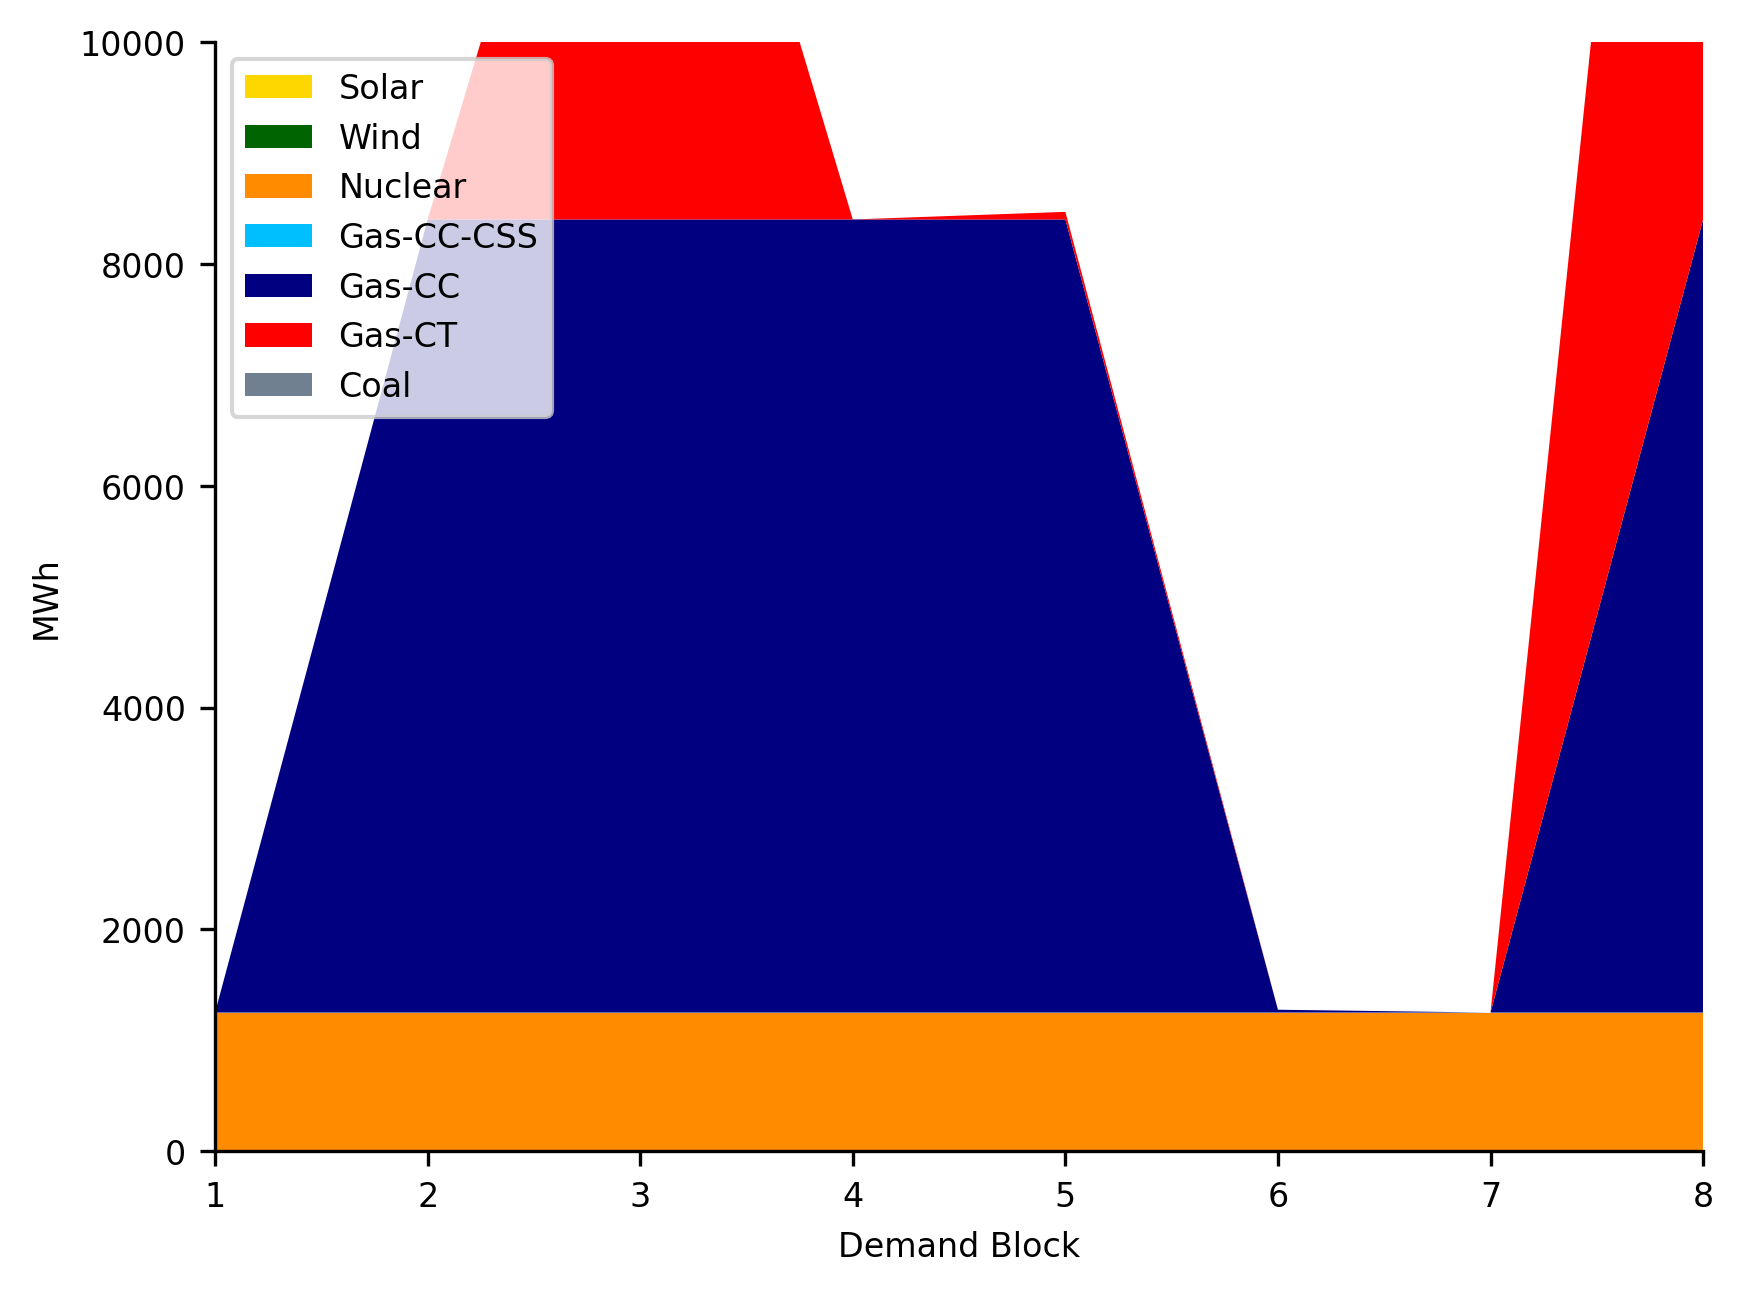 10000
8000
6000
4000
2000
0
MWh
Solar
Wind
Nuclear
Gas-CC-CSS
Gas-CC
Gas-CT
Coal
1 2 3 4 5 6 7 8
Demand Block